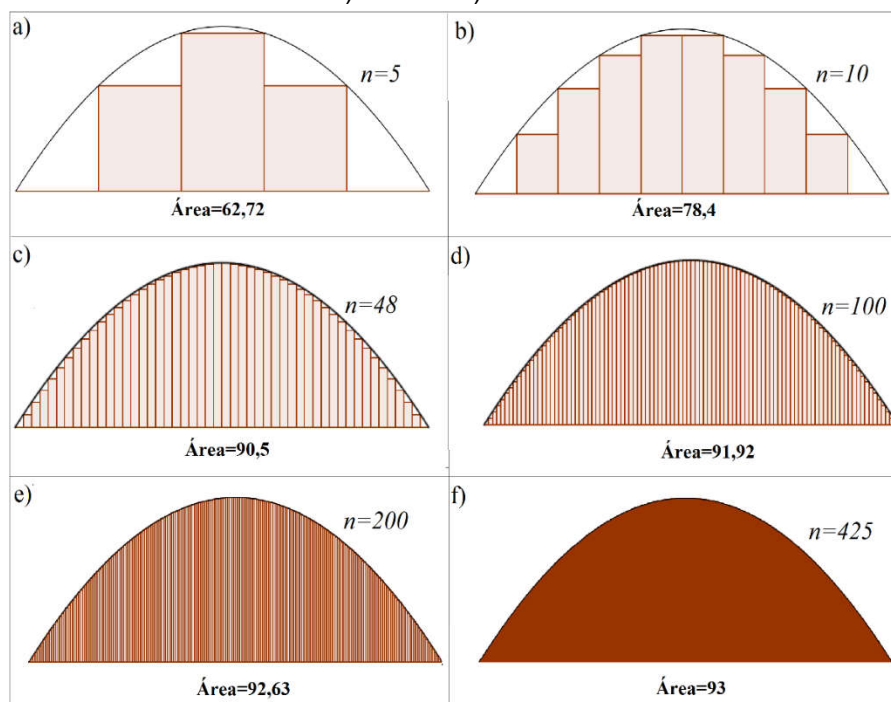 a)
n=5
Área=62,72
b)
n=10
Área=78,4
c)
n=48
Área=90,5
d)
n=100
Área=91,92
e)
n=200
Área=92,63
f)
n=425
Área=93